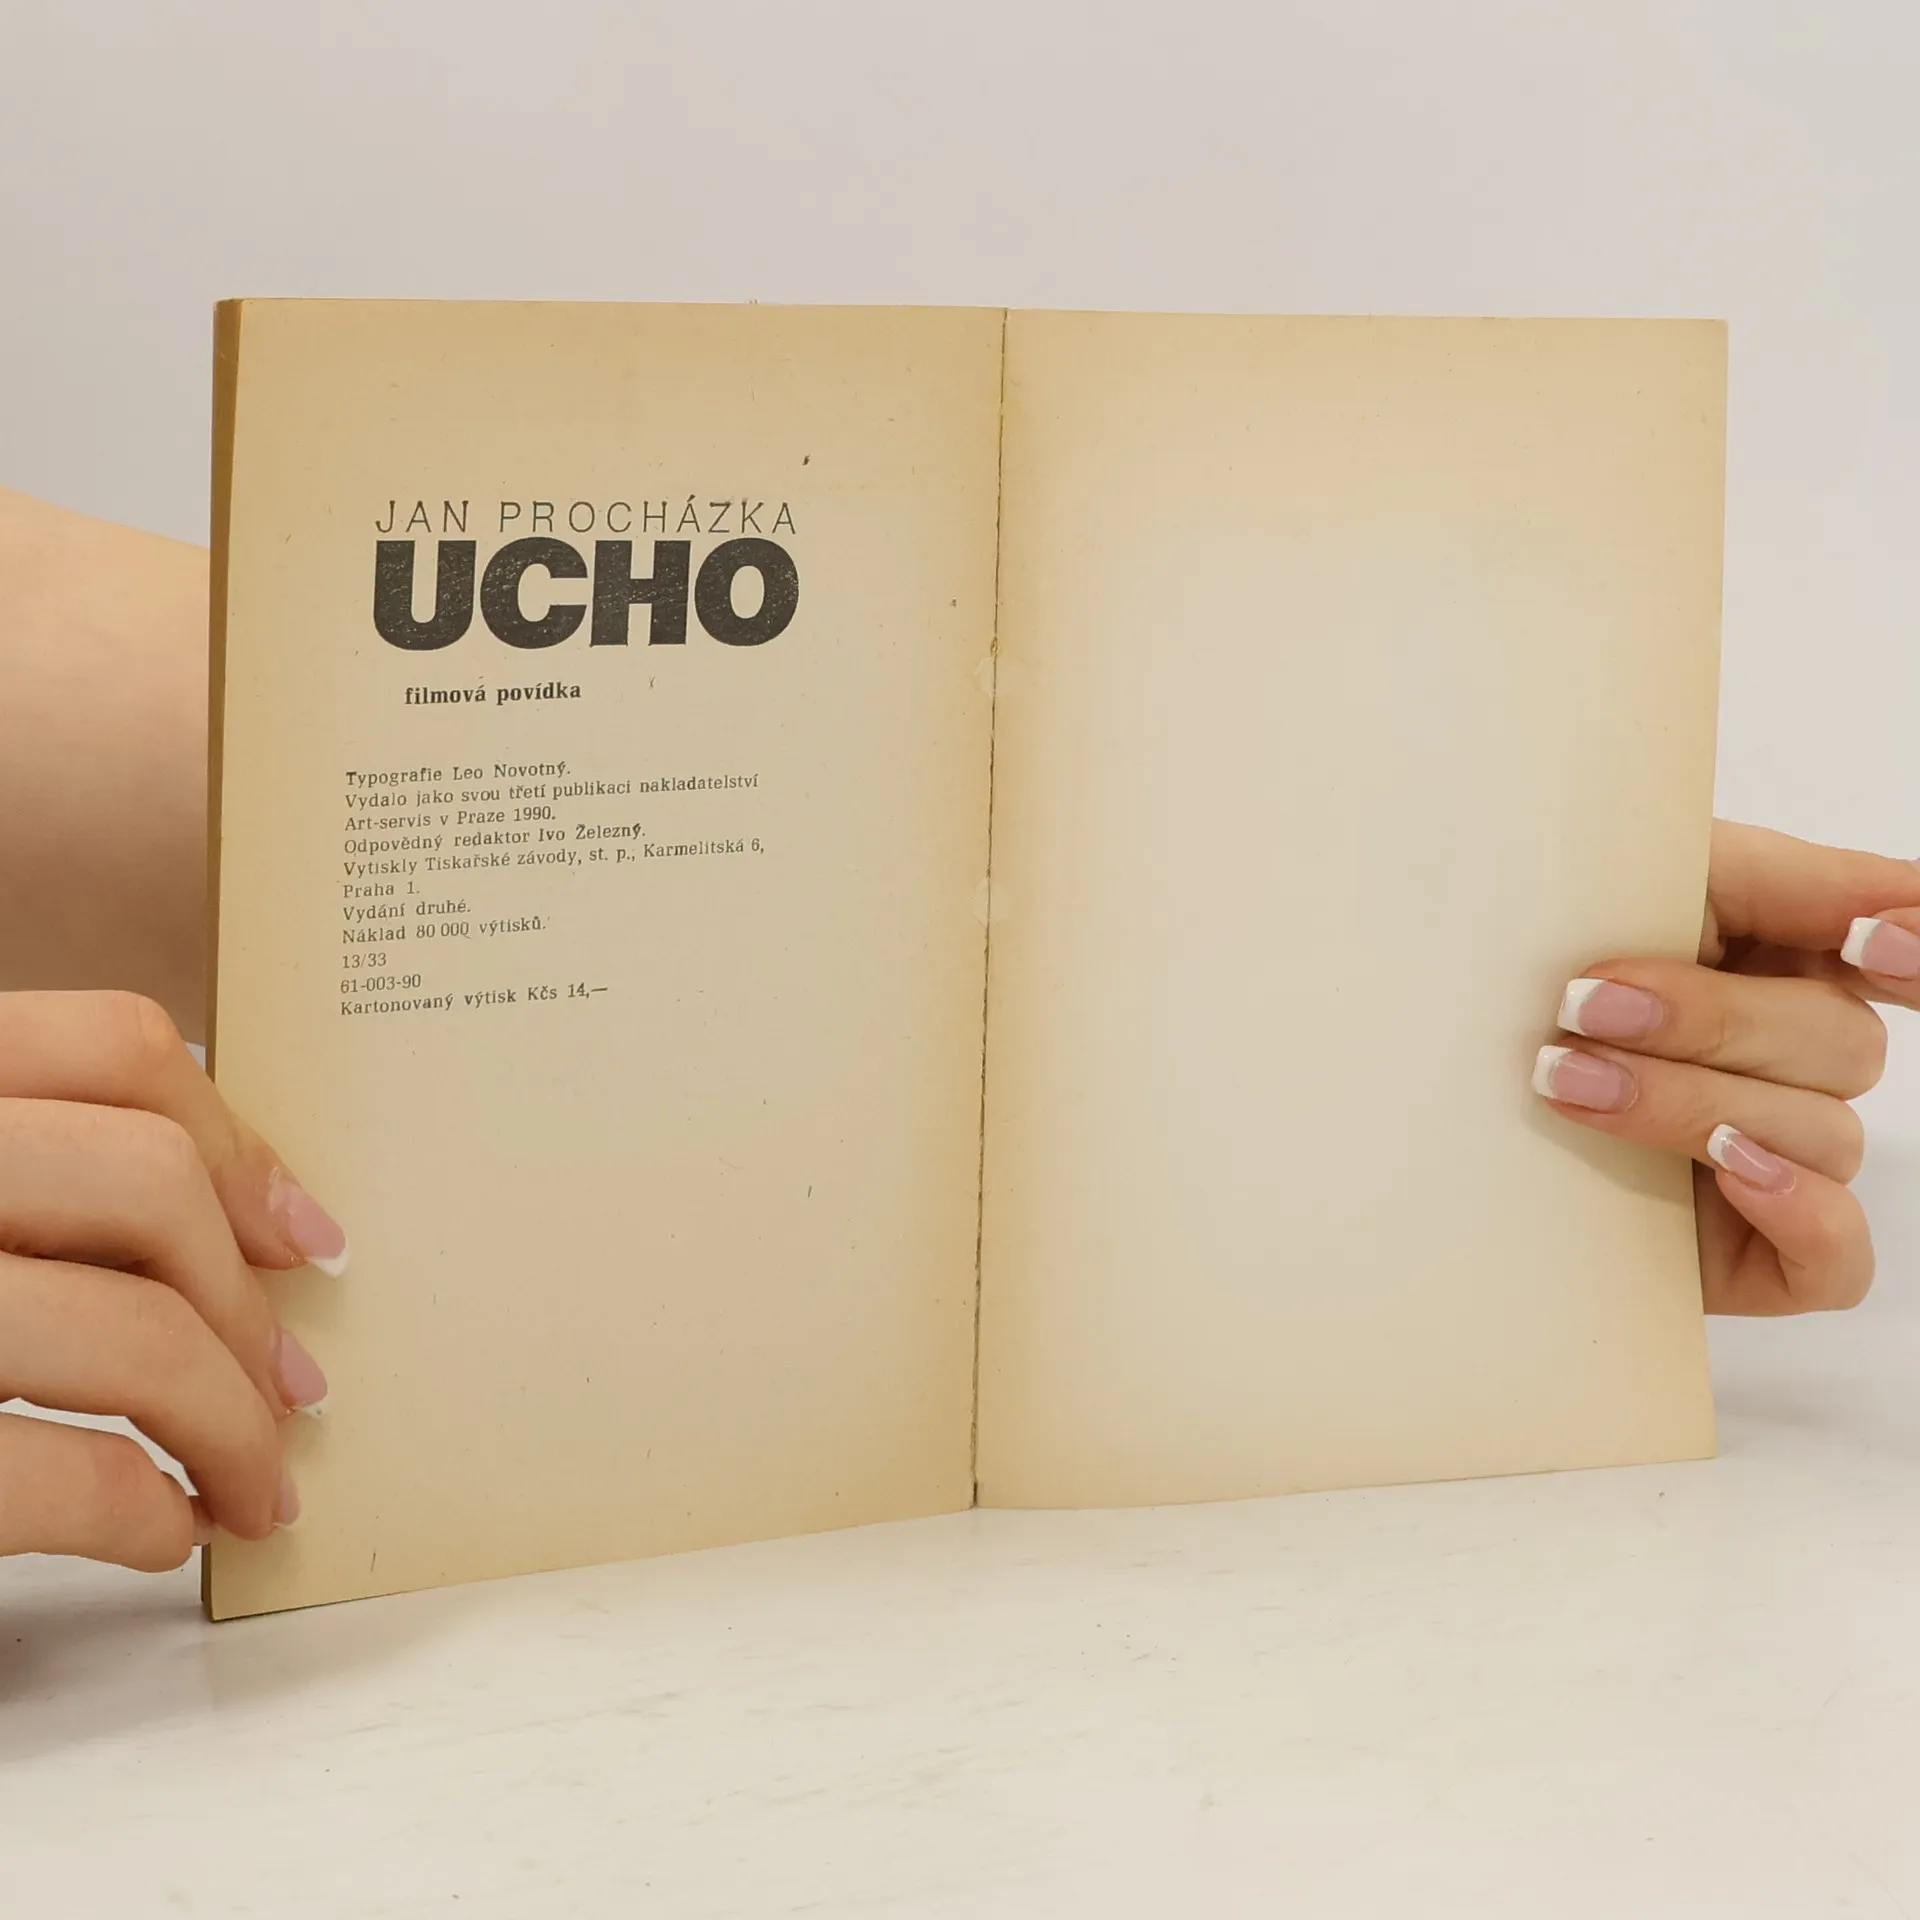 JAN PROCHÁZKA
UCHO
filmová povídka
Typografie Leo Novotný.
Vydalo jako svou třetí publikaci nakladatelství
Art-servis v Praze 1990.
Odpovědný redaktor Ivo Železný.
Vytiskly Tiskařské závody, st. p., Karmelitská 6,
Praha 1.
Vydání druhé.
Náklad 80 000 výtisků.
13/33
61-003-90
Kartonovaný výtisk Kčs 14,—